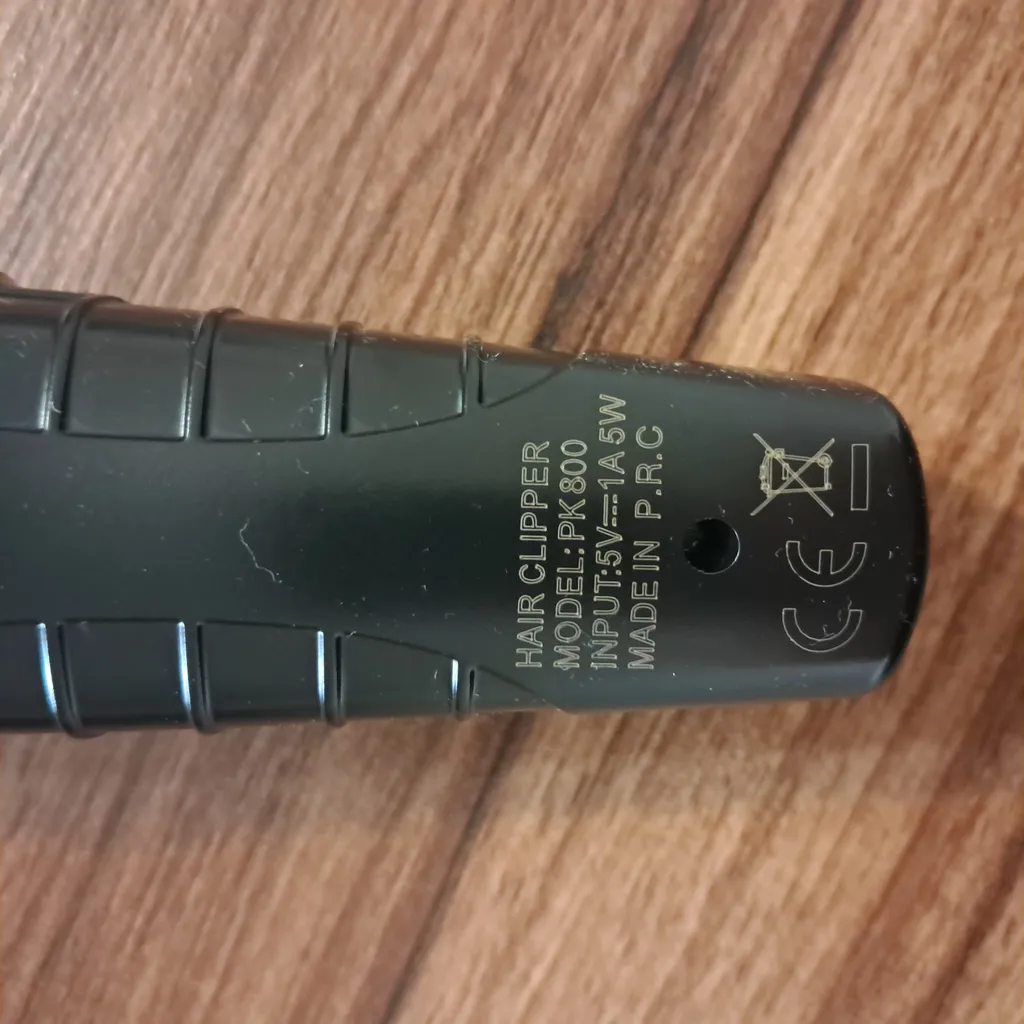 HAIR CLIPPER
MODEL:PK800
INPUT:5V⎓1A 5W
MADE IN P.R.C
CE